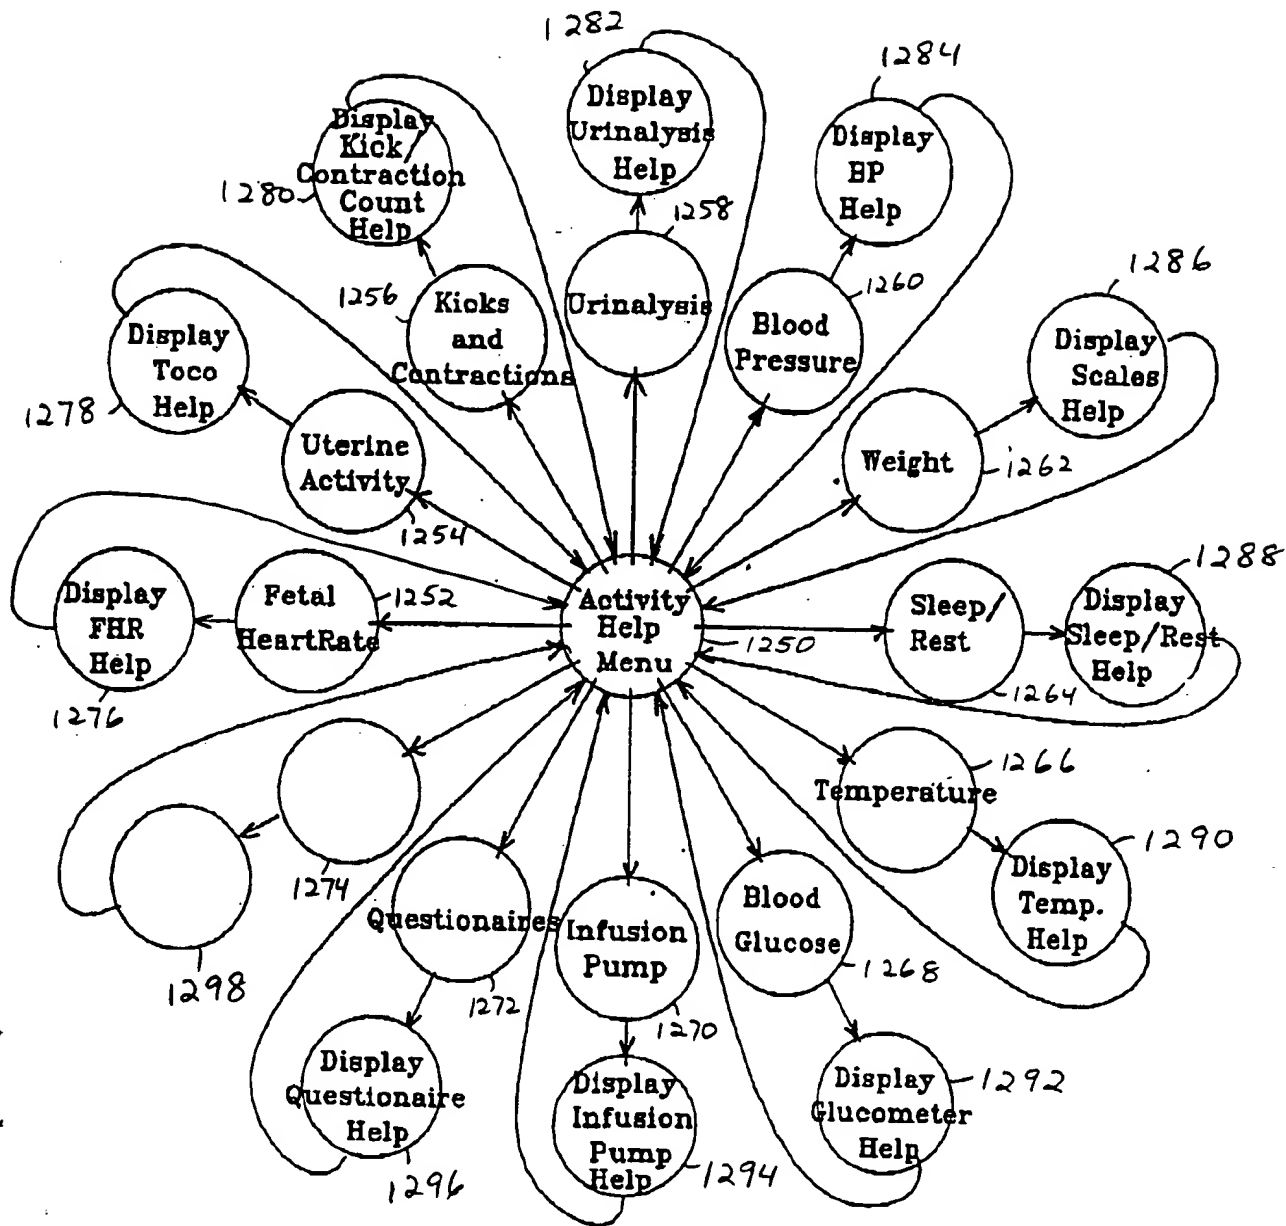 1282
Display
Urinalysis
Help
1284
Display
BP
Help
Display
Kick/
Contraction
Count
Help
1280
1258
Urinalysis
1260
Blood
Pressure
1286
Display
Scales
Help
1256
Kicks
and
Contractions
Display
Toco
Help
1278
Uterine
Activity
1254
Weight
1262
1288
Display
Sleep/Rest
Help
Sleep/
Rest
1264
Activity
Help
Menu
1250
Fetal
HeartRate
1252
Display
FHR
Help
1276
1266
Temperature
1290
Display
Temp.
Help
1274
1298
Questionaires
1272
Infusion
Pump
1270
Blood
Glucose
1268
Display
Questionaire
Help
1296
Display
Infusion
Pump
Help
1294
Display
Glucometer
Help
1292